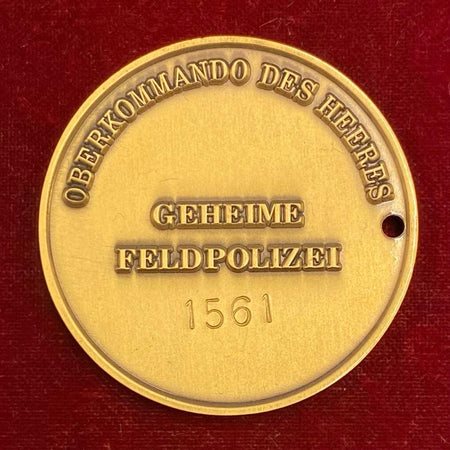 OBERKOMMANDO DES HEERES
GEHEIME
FELDPOLIZEI
1561